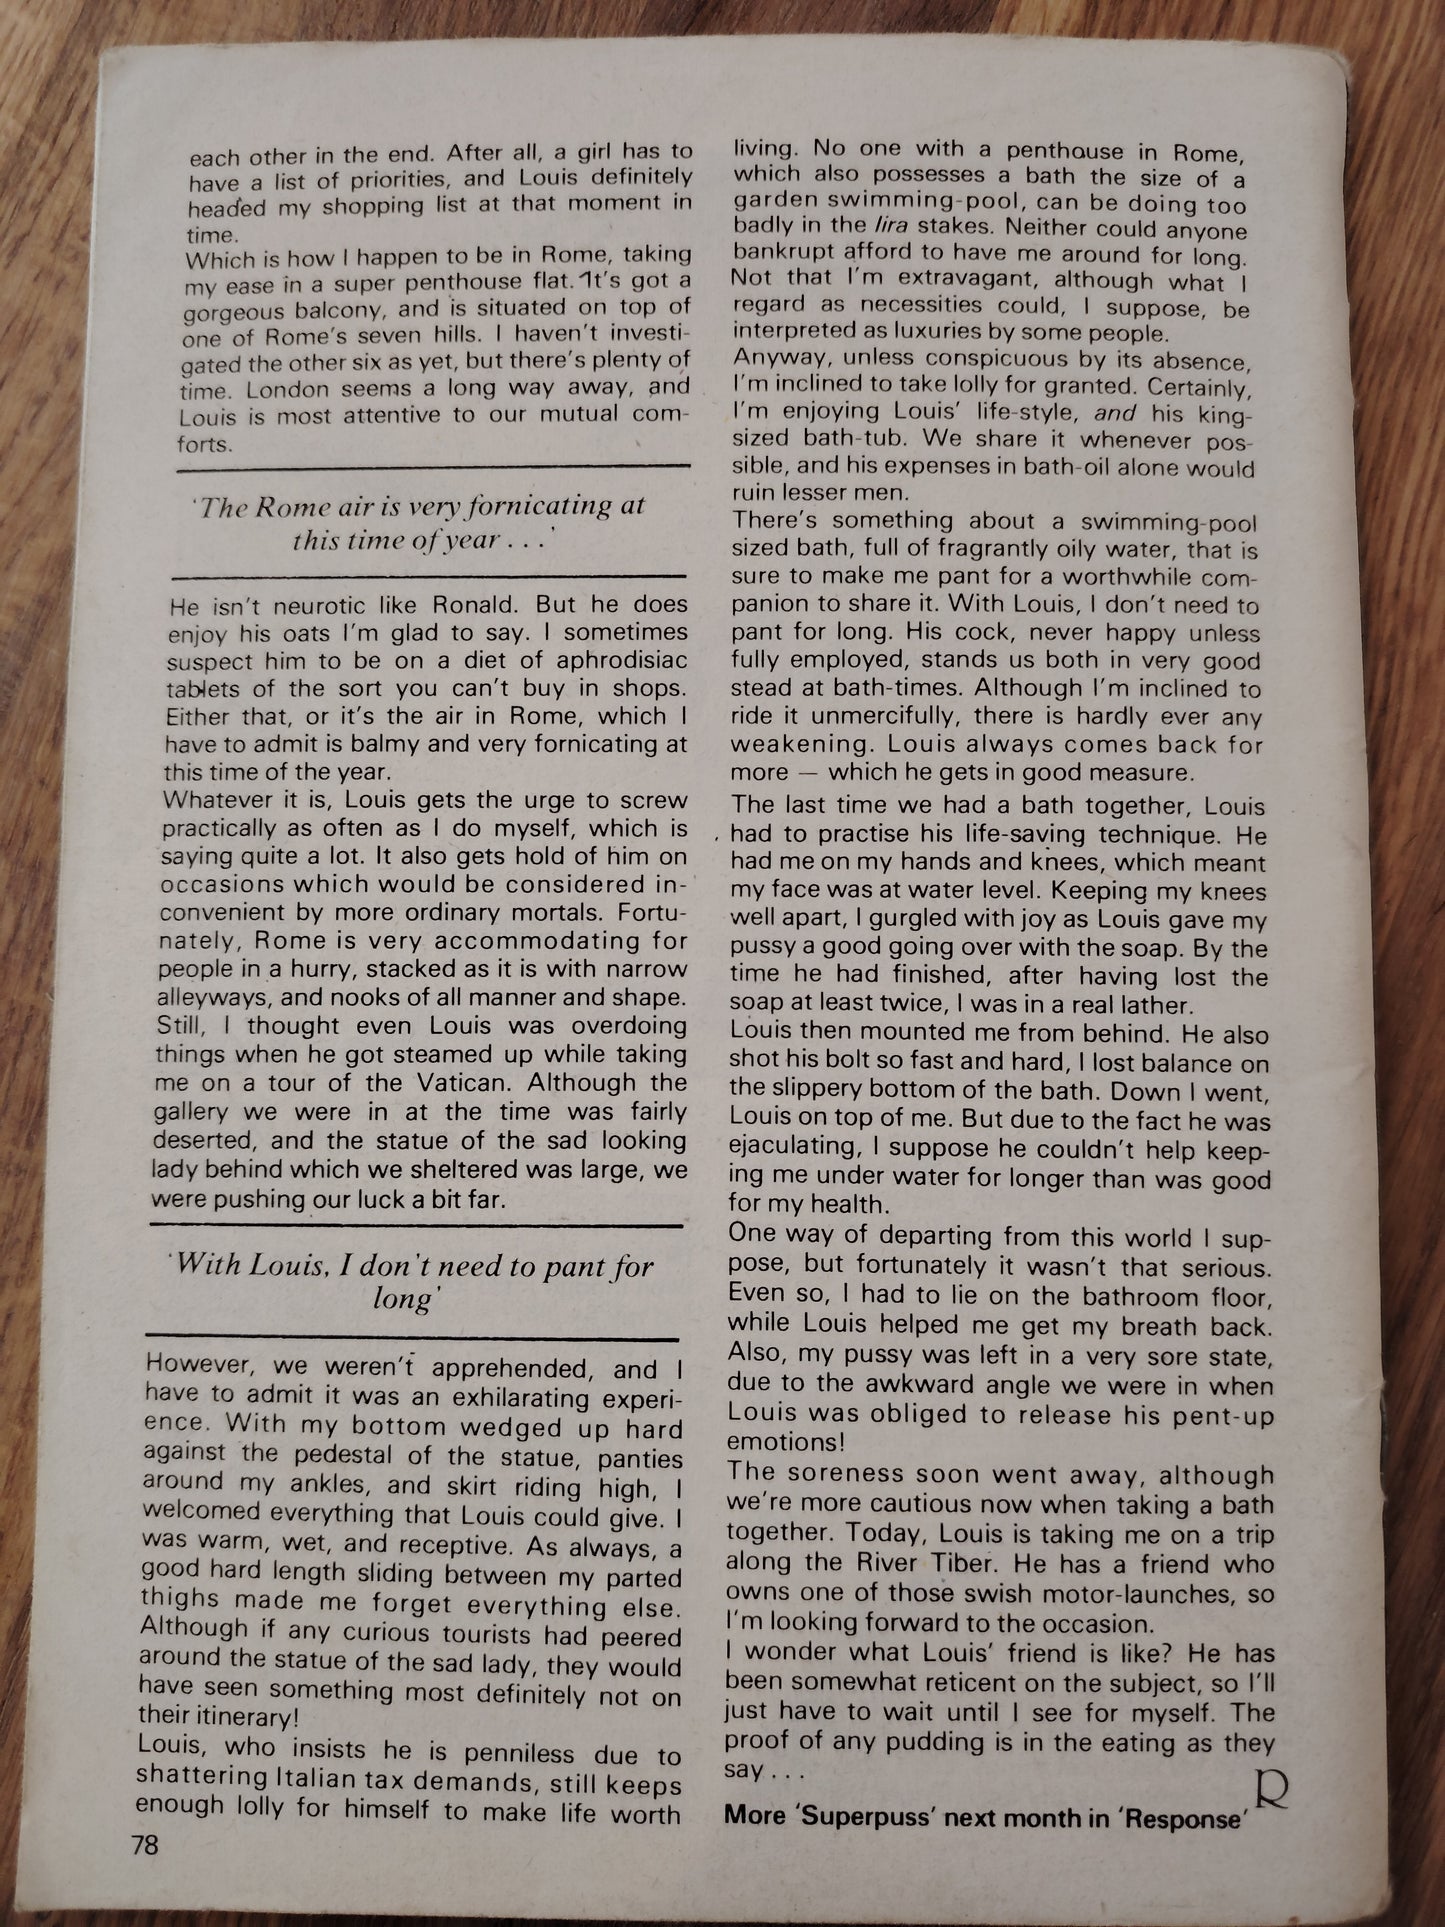 each other in the end. After all, a girl has to
have a list of priorities, and Louis definitely
headed my shopping list at that moment in
time.
Which is how I happen to be in Rome, taking
my ease in a super penthouse flat. It's got a
gorgeous balcony, and is situated on top of
one of Rome's seven hills. I haven't investi-
gated the other six as yet, but there's plenty of
time. London seems a long way away, and
Louis is most attentive to our mutual com-
forts.
'The Rome air is very fornicating at
this time of year . . .'
He isn't neurotic like Ronald. But he does
enjoy his oats I'm glad to say. I sometimes
suspect him to be on a diet of aphrodisiac
tablets of the sort you can't buy in shops.
Either that, or it's the air in Rome, which I
have to admit is balmy and very fornicating at
this time of the year.
Whatever it is, Louis gets the urge to screw
practically as often as I do myself, which is
saying quite a lot. It also gets hold of him on
occasions which would be considered in-
convenient by more ordinary mortals. Fortu-
nately, Rome is very accommodating for
people in a hurry, stacked as it is with narrow
alleyways, and nooks of all manner and shape.
Still, I thought even Louis was overdoing
things when he got steamed up while taking
me on a tour of the Vatican. Although the
gallery we were in at the time was fairly
deserted, and the statue of the sad looking
lady behind which we sheltered was large, we
were pushing our luck a bit far.
'With Louis, I don't need to pant for
long'
However, we weren't apprehended, and I
have to admit it was an exhilarating experi-
ence. With my bottom wedged up hard
against the pedestal of the statue, panties
around my ankles, and skirt riding high, I
welcomed everything that Louis could give. I
was warm, wet, and receptive. As always, a
good hard length sliding between my parted
thighs made me forget everything else.
Although if any curious tourists had peered
around the statue of the sad lady, they would
have seen something most definitely not on
their itinerary!
Louis, who insists he is penniless due to
shattering Italian tax demands, still keeps
enough lolly for himself to make life worth
78
living. No one with a penthouse in Rome,
which also possesses a bath the size of a
garden swimming-pool, can be doing too
badly in the lira stakes. Neither could anyone
bankrupt afford to have me around for long.
Not that I'm extravagant, although what I
regard as necessities could, I suppose, be
interpreted as luxuries by some people.
Anyway, unless conspicuous by its absence,
I'm inclined to take lolly for granted. Certainly,
I'm enjoying Louis' life-style, and his king-
sized bath-tub. We share it whenever pos-
sible, and his expenses in bath-oil alone would
ruin lesser men.
There's something about a swimming-pool
sized bath, full of fragrantly oily water, that is
sure to make me pant for a worthwhile com-
panion to share it. With Louis, I don't need to
pant for long. His cock, never happy unless
fully employed, stands us both in very good
stead at bath-times. Although I'm inclined to
ride it unmercifully, there is hardly ever any
weakening. Louis always comes back for
more — which he gets in good measure.
The last time we had a bath together, Louis
had to practise his life-saving technique. He
had me on my hands and knees, which meant
my face was at water level. Keeping my knees
well apart, I gurgled with joy as Louis gave my
pussy a good going over with the soap. By the
time he had finished, after having lost the
soap at least twice, I was in a real lather.
Louis then mounted me from behind. He also
shot his bolt so fast and hard, I lost balance on
the slippery bottom of the bath. Down I went,
Louis on top of me. But due to the fact he was
ejaculating, I suppose he couldn't help keep-
ing me under water for longer than was good
for my health.
One way of departing from this world I sup-
pose, but fortunately it wasn't that serious.
Even so, I had to lie on the bathroom floor,
while Louis helped me get my breath back.
Also, my pussy was left in a very sore state,
due to the awkward angle we were in when
Louis was obliged to release his pent-up
emotions!
The soreness soon went away, although
we're more cautious now when taking a bath
together. Today, Louis is taking me on a trip
along the River Tiber. He has a friend who
owns one of those swish motor-launches, so
I'm looking forward to the occasion.
I wonder what Louis' friend is like? He has
been somewhat reticent on the subject, so I'll
just have to wait until I see for myself. The
proof of any pudding is in the eating as they
say . . .
R
More 'Superpuss' next month in 'Response'